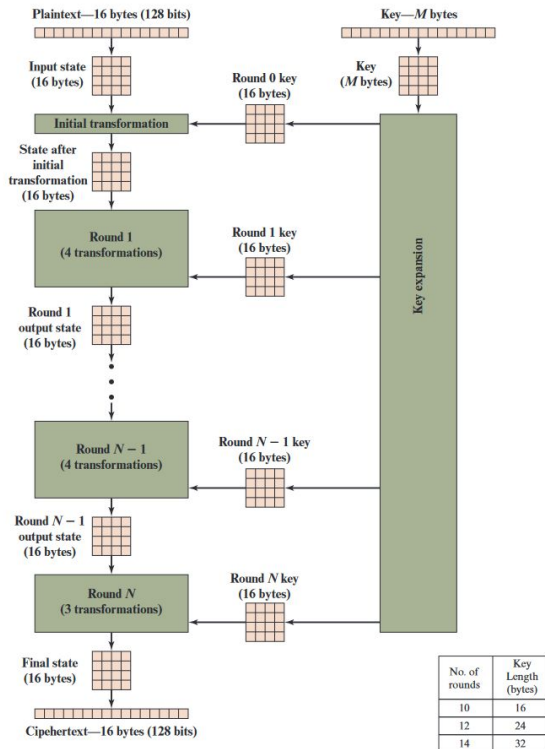 Plaintext—16 bytes (128 bits)
Key—M bytes
Input state
(16 bytes)
Key
(M bytes)
Round 0 key
(16 bytes)
Initial transformation
State after
initial
transformation
(16 bytes)
Round 1
(4 transformations)
Round 1 key
(16 bytes)
Key expansion
Round 1
output state
(16 bytes)
Round N – 1
(4 transformations)
Round N – 1 key
(16 bytes)
Round N – 1
output state
(16 bytes)
Round N
(3 transformations)
Round N key
(16 bytes)
Final state
(16 bytes)
Cipehertext—16 bytes (128 bits)
No. of
rounds
Key
Length
(bytes)
10 16
12 24
14 32